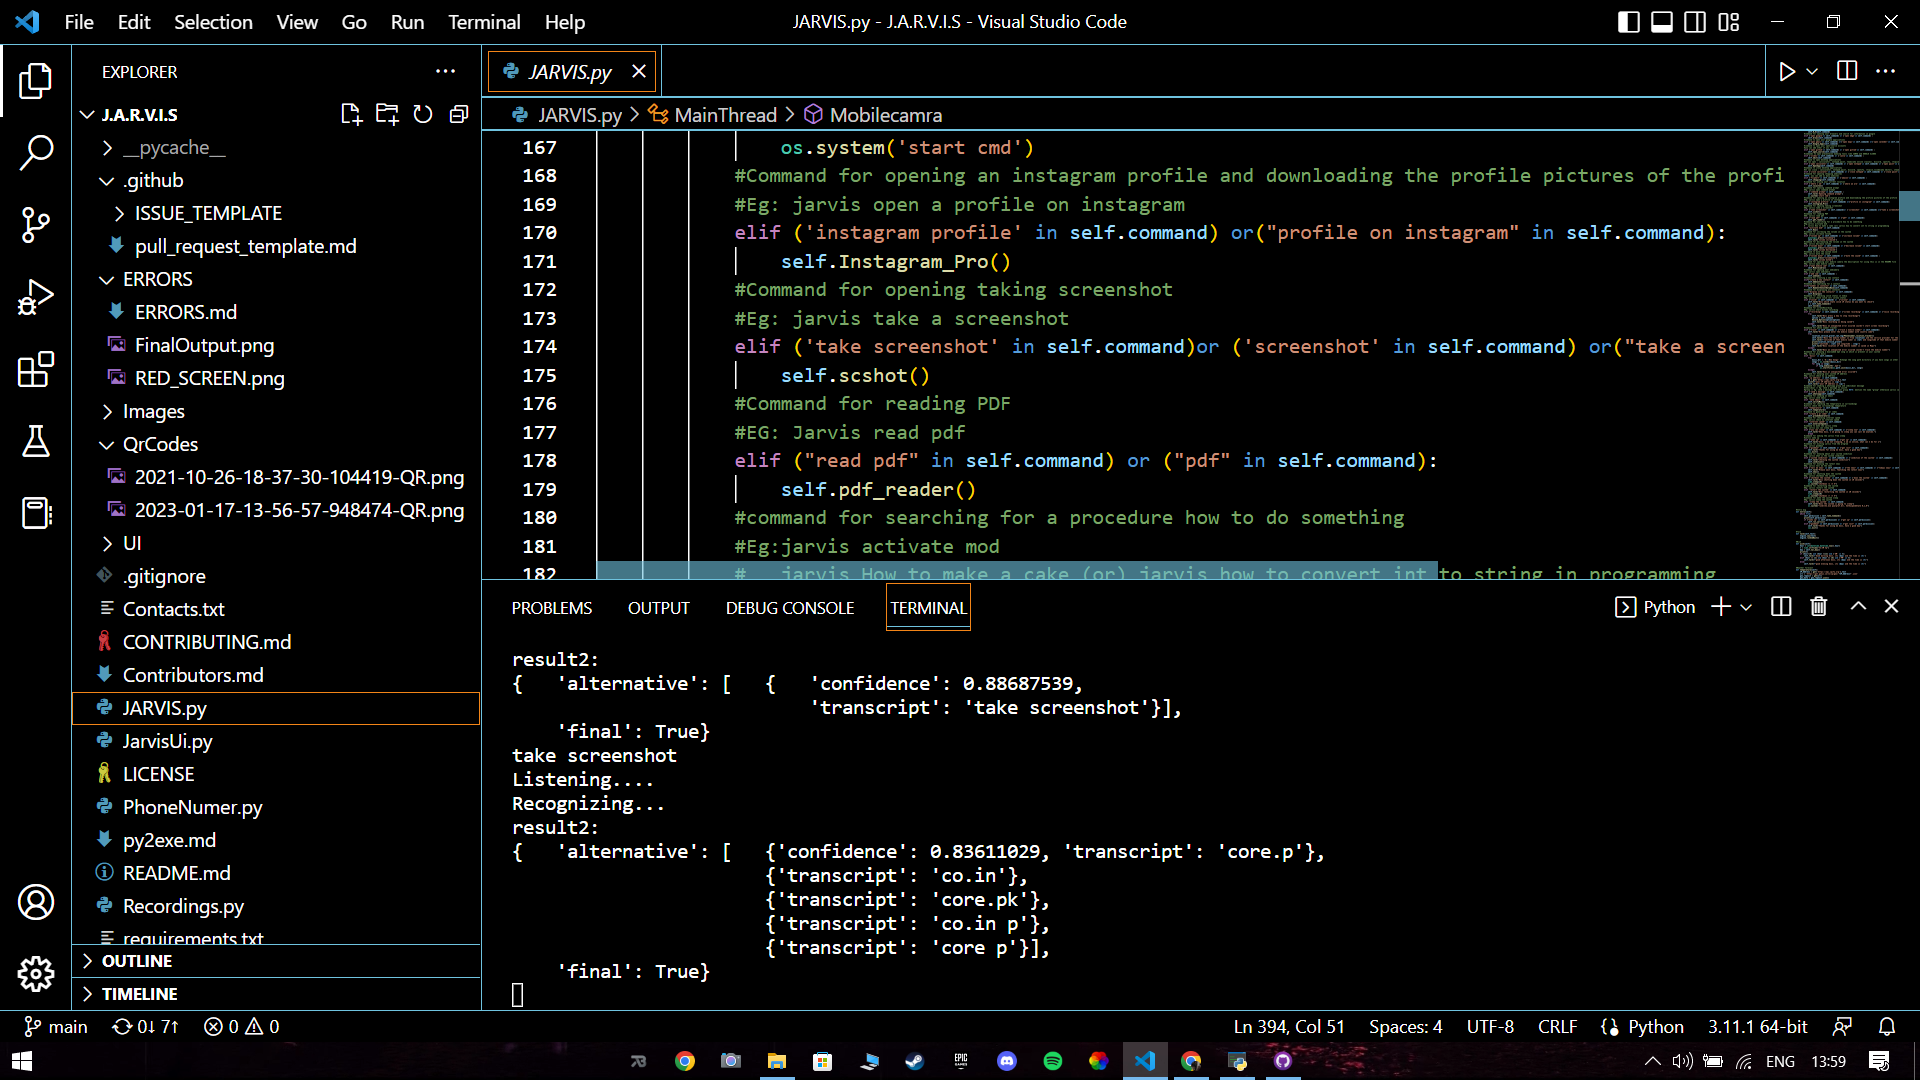 File Edit Selection View Go Run Terminal Help
JARVIS.py - J.A.R.V.I.S - Visual Studio Code
EXPLORER
J.A.R.V.I.S
__pycache__
.github
ISSUE_TEMPLATE
pull_request_template.md
ERRORS
ERRORS.md
FinalOutput.png
RED_SCREEN.png
Images
QrCodes
2021-10-26-18-37-30-104419-QR.png
2023-01-17-13-56-57-948474-QR.png
UI
.gitignore
Contacts.txt
CONTRIBUTING.md
Contributors.md
JARVIS.py
JarvisUi.py
LICENSE
PhoneNumer.py
py2exe.md
README.md
Recordings.py
requirements.txt
OUTLINE
TIMELINE
JARVIS.py
JARVIS.py > MainThread > Mobilecamra
167 os.system('start cmd')
168 #Command for opening an instagram profile and downloading the profile pictures of the profi
169 #Eg: jarvis open a profile on instagram
170 elif ('instagram profile' in self.command) or("profile on instagram" in self.command):
171 self.Instagram_Pro()
172 #Command for opening taking screenshot
173 #Eg: jarvis take a screenshot
174 elif ('take screenshot' in self.command)or ('screenshot' in self.command) or("take a screen
175 self.scshot()
176 #Command for reading PDF
177 #EG: Jarvis read pdf
178 elif ("read pdf" in self.command) or ("pdf" in self.command):
179 self.pdf_reader()
180 #command for searching for a procedure how to do something
181 #Eg:jarvis activate mod
182 # jarvis How to make a cake (or) jarvis how to convert int to string in programming
PROBLEMS OUTPUT DEBUG CONSOLE TERMINAL
Python
result2:
{ 'alternative': [ { 'confidence': 0.88687539,
'transcript': 'take screenshot'}],
'final': True}
take screenshot
Listening....
Recognizing...
result2:
{ 'alternative': [ {'confidence': 0.83611029, 'transcript': 'core.p'},
{'transcript': 'co.in'},
{'transcript': 'core.pk'},
{'transcript': 'co.in p'},
{'transcript': 'core p'}],
'final': True}
main 0↓ 7↑ 0 0
Ln 394, Col 51 Spaces: 4 UTF-8 CRLF Python 3.11.1 64-bit
EPIC GAMES
ENG 13:59